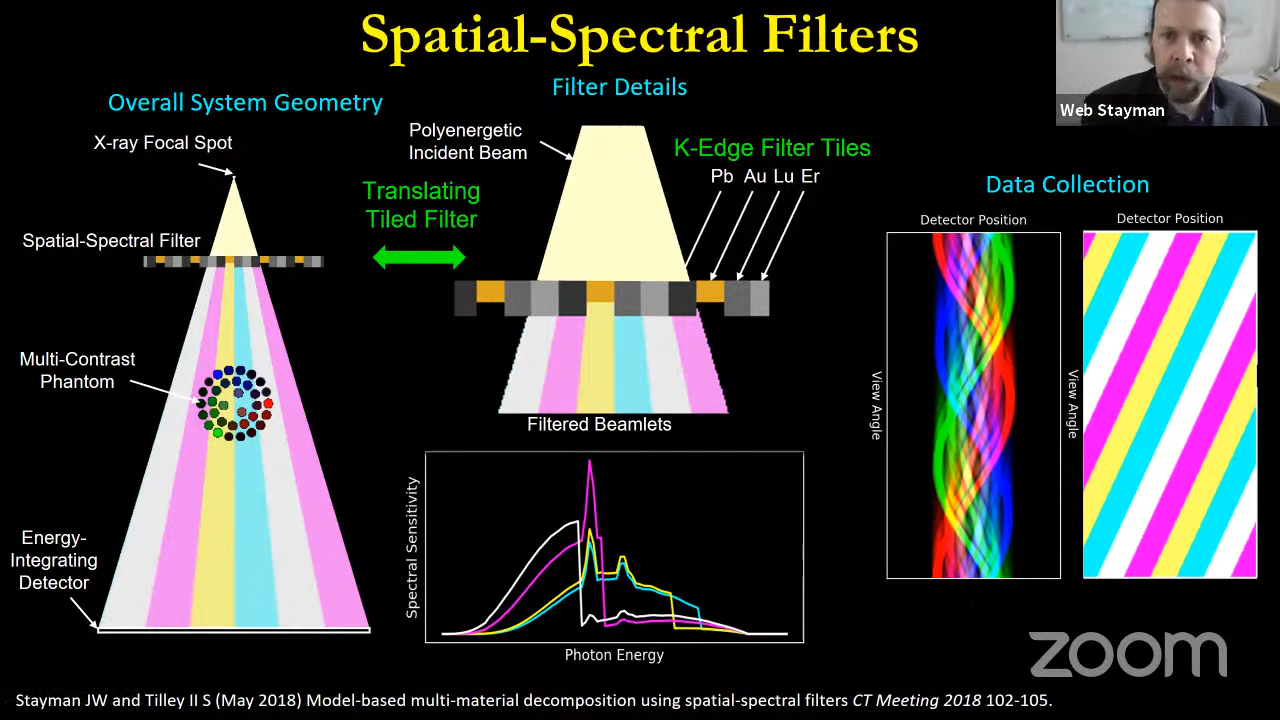 Spatial-Spectral Filters
Web Stayman
Overall System Geometry
X-ray Focal Spot
Spatial-Spectral Filter
Multi-Contrast
Phantom
Energy-
Integrating
Detector
Filter Details
Polyenergetic
Incident Beam
Translating
Tiled Filter
K-Edge Filter Tiles
Pb Au Lu Er
Filtered Beamlets
Spectral Sensitivity
Photon Energy
Data Collection
Detector Position
View Angle
Detector Position
View Angle
zoom
Stayman JW and Tilley II S (May 2018) Model-based multi-material decomposition using spatial-spectral filters CT Meeting 2018 102-105.